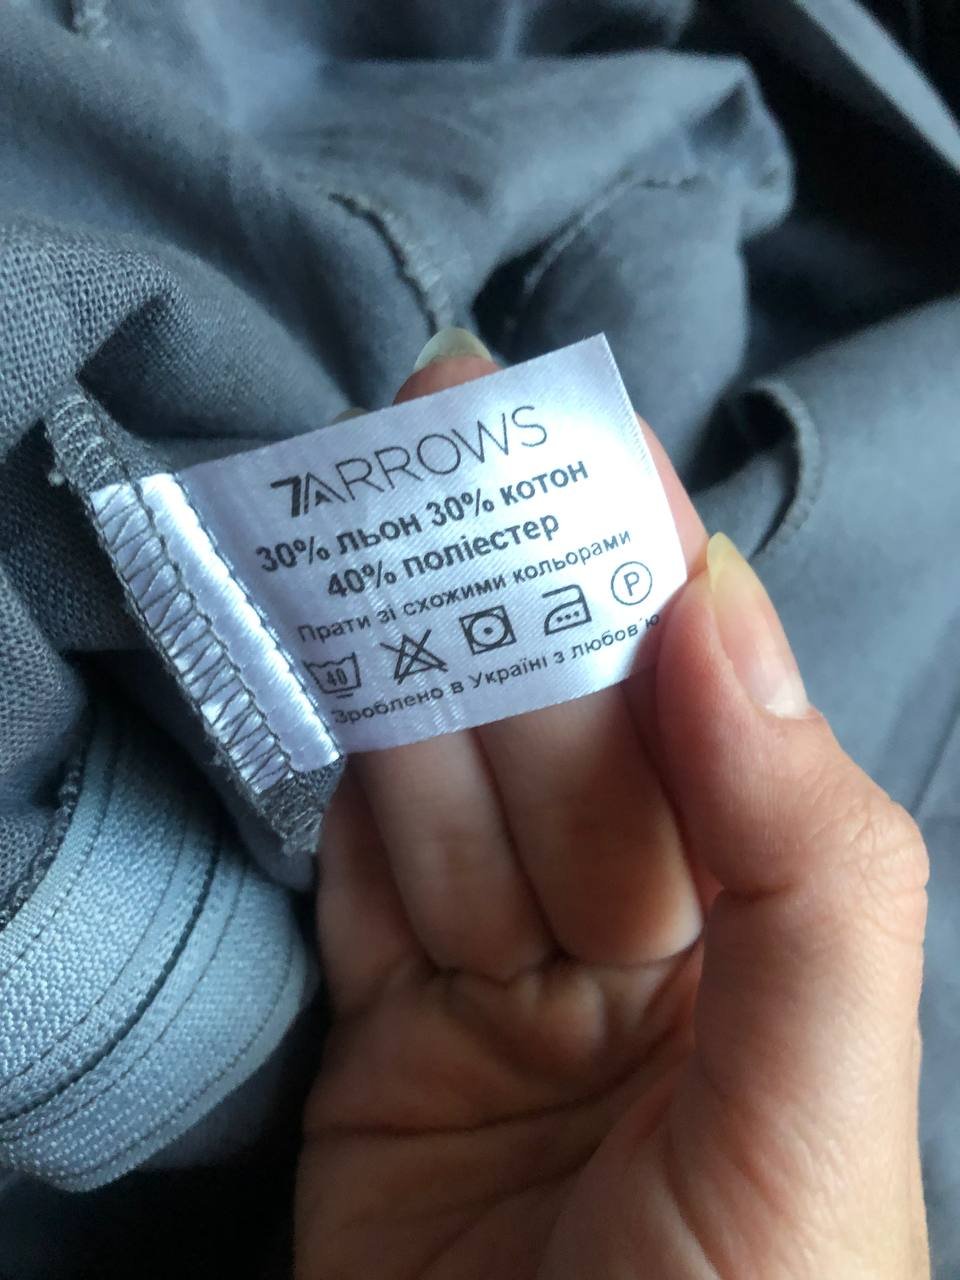 7ARROWS
30% льон 30% котон
40% поліестер
Прати зі схожими кольорами
40 P
Зроблено в Україні з любов'ю